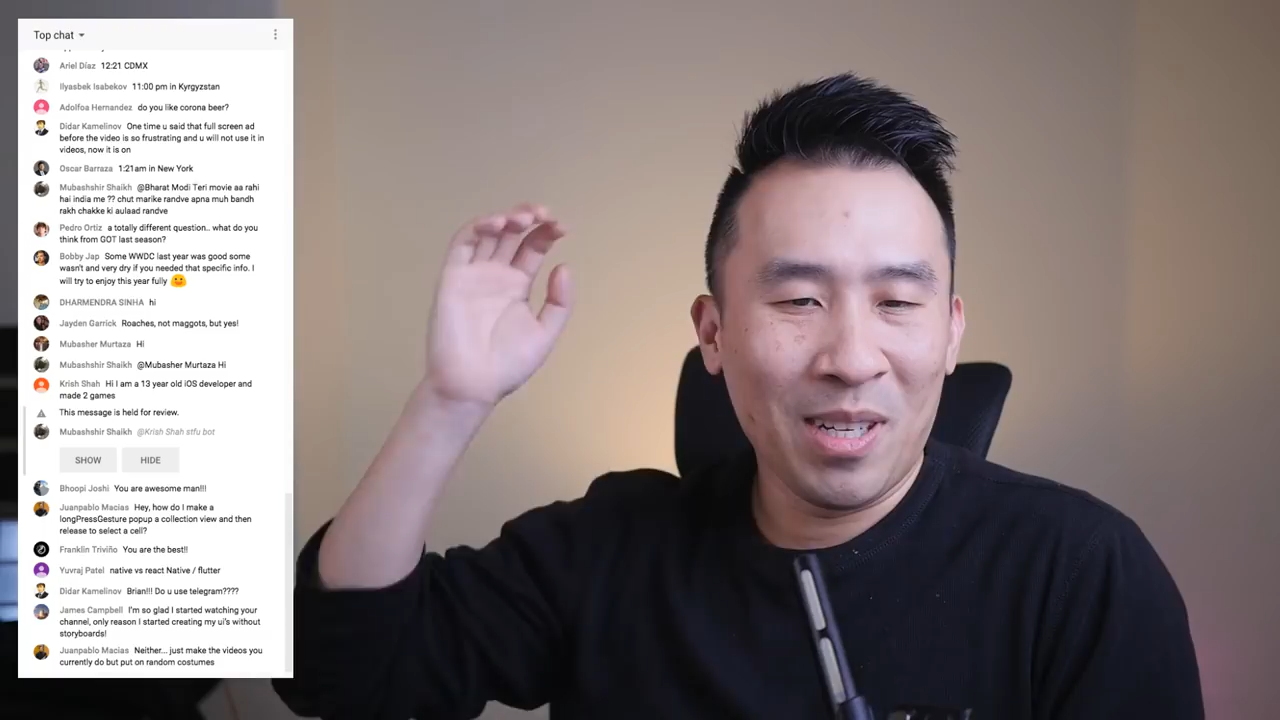 Top chat
Ariel Díaz 12:21 CDMX
Ilyasbek Isabekov 11:00 pm in Kyrgyzstan
Adolfoa Hernandez do you like corona beer?
Didar Kamelinov One time u said that full screen ad
before the video is so frustrating and u will not use it in
videos, now it is on
Oscar Barraza 1:21am in New York
Mubashshir Shaikh @Bharat Modi Teri movie aa rahi
hai india me ?? chut marike randve apna muh bandh
rakh chakke ki aulaad randve
Pedro Ortiz a totally different question.. what do you
think from GOT last season?
Bobby Jap Some WWDC last year was good some
wasn't and very dry if you needed that specific info. I
will try to enjoy this year fully
DHARMENDRA SINHA hi
Jayden Garrick Roaches, not maggots, but yes!
Mubasher Murtaza Hi
Mubashshir Shaikh @Mubasher Murtaza Hi
Krish Shah Hi I am a 13 year old iOS developer and
made 2 games
This message is held for review.
Mubashshir Shaikh @Krish Shah stfu bot
SHOW HIDE
Bhoopi Joshi You are awesome man!!!
Juanpablo Macias Hey, how do I make a
longPressGesture popup a collection view and then
release to select a cell?
Franklin Triviño You are the best!!
Yuvraj Patel native vs react Native / flutter
Didar Kamelinov Brian!!! Do u use telegram????
James Campbell I'm so glad I started watching your
channel, only reason I started creating my ui's without
storyboards!
Juanpablo Macias Neither... just make the videos you
currently do but put on random costumes